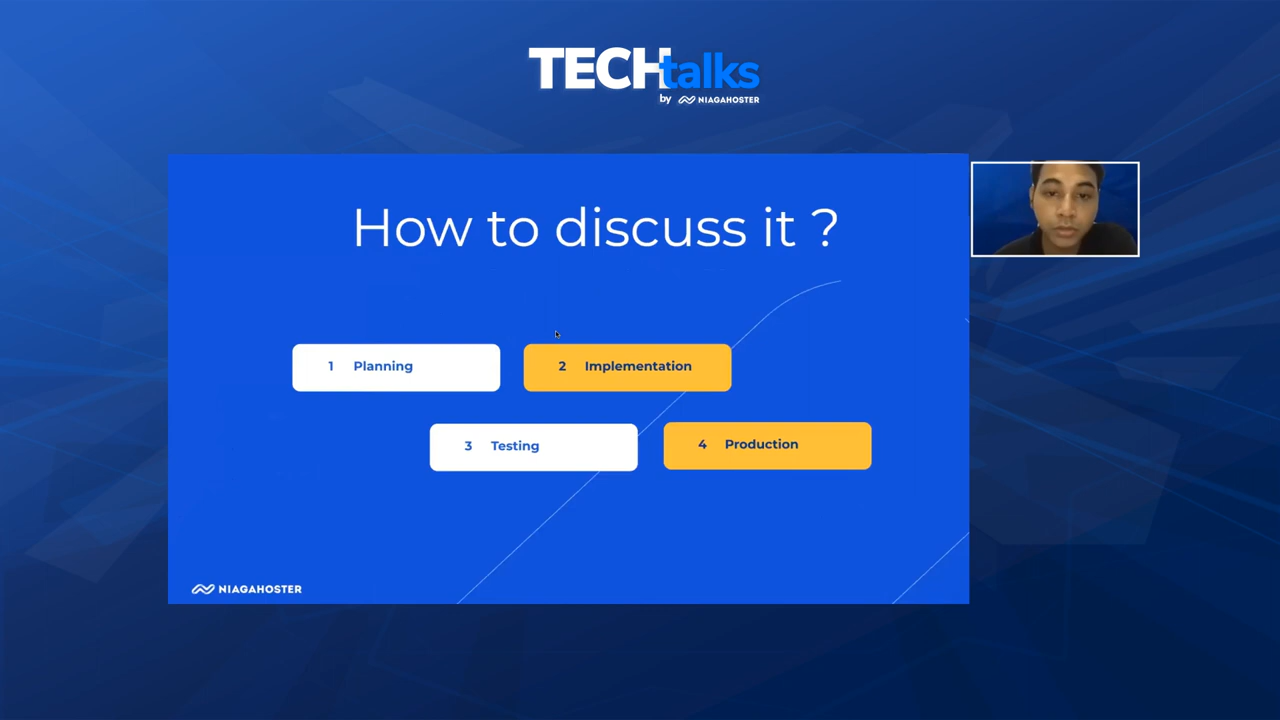 TECHtalks
by NIAGAHOSTER
How to discuss it ?
1 Planning
2 Implementation
3 Testing
4 Production
NIAGAHOSTER